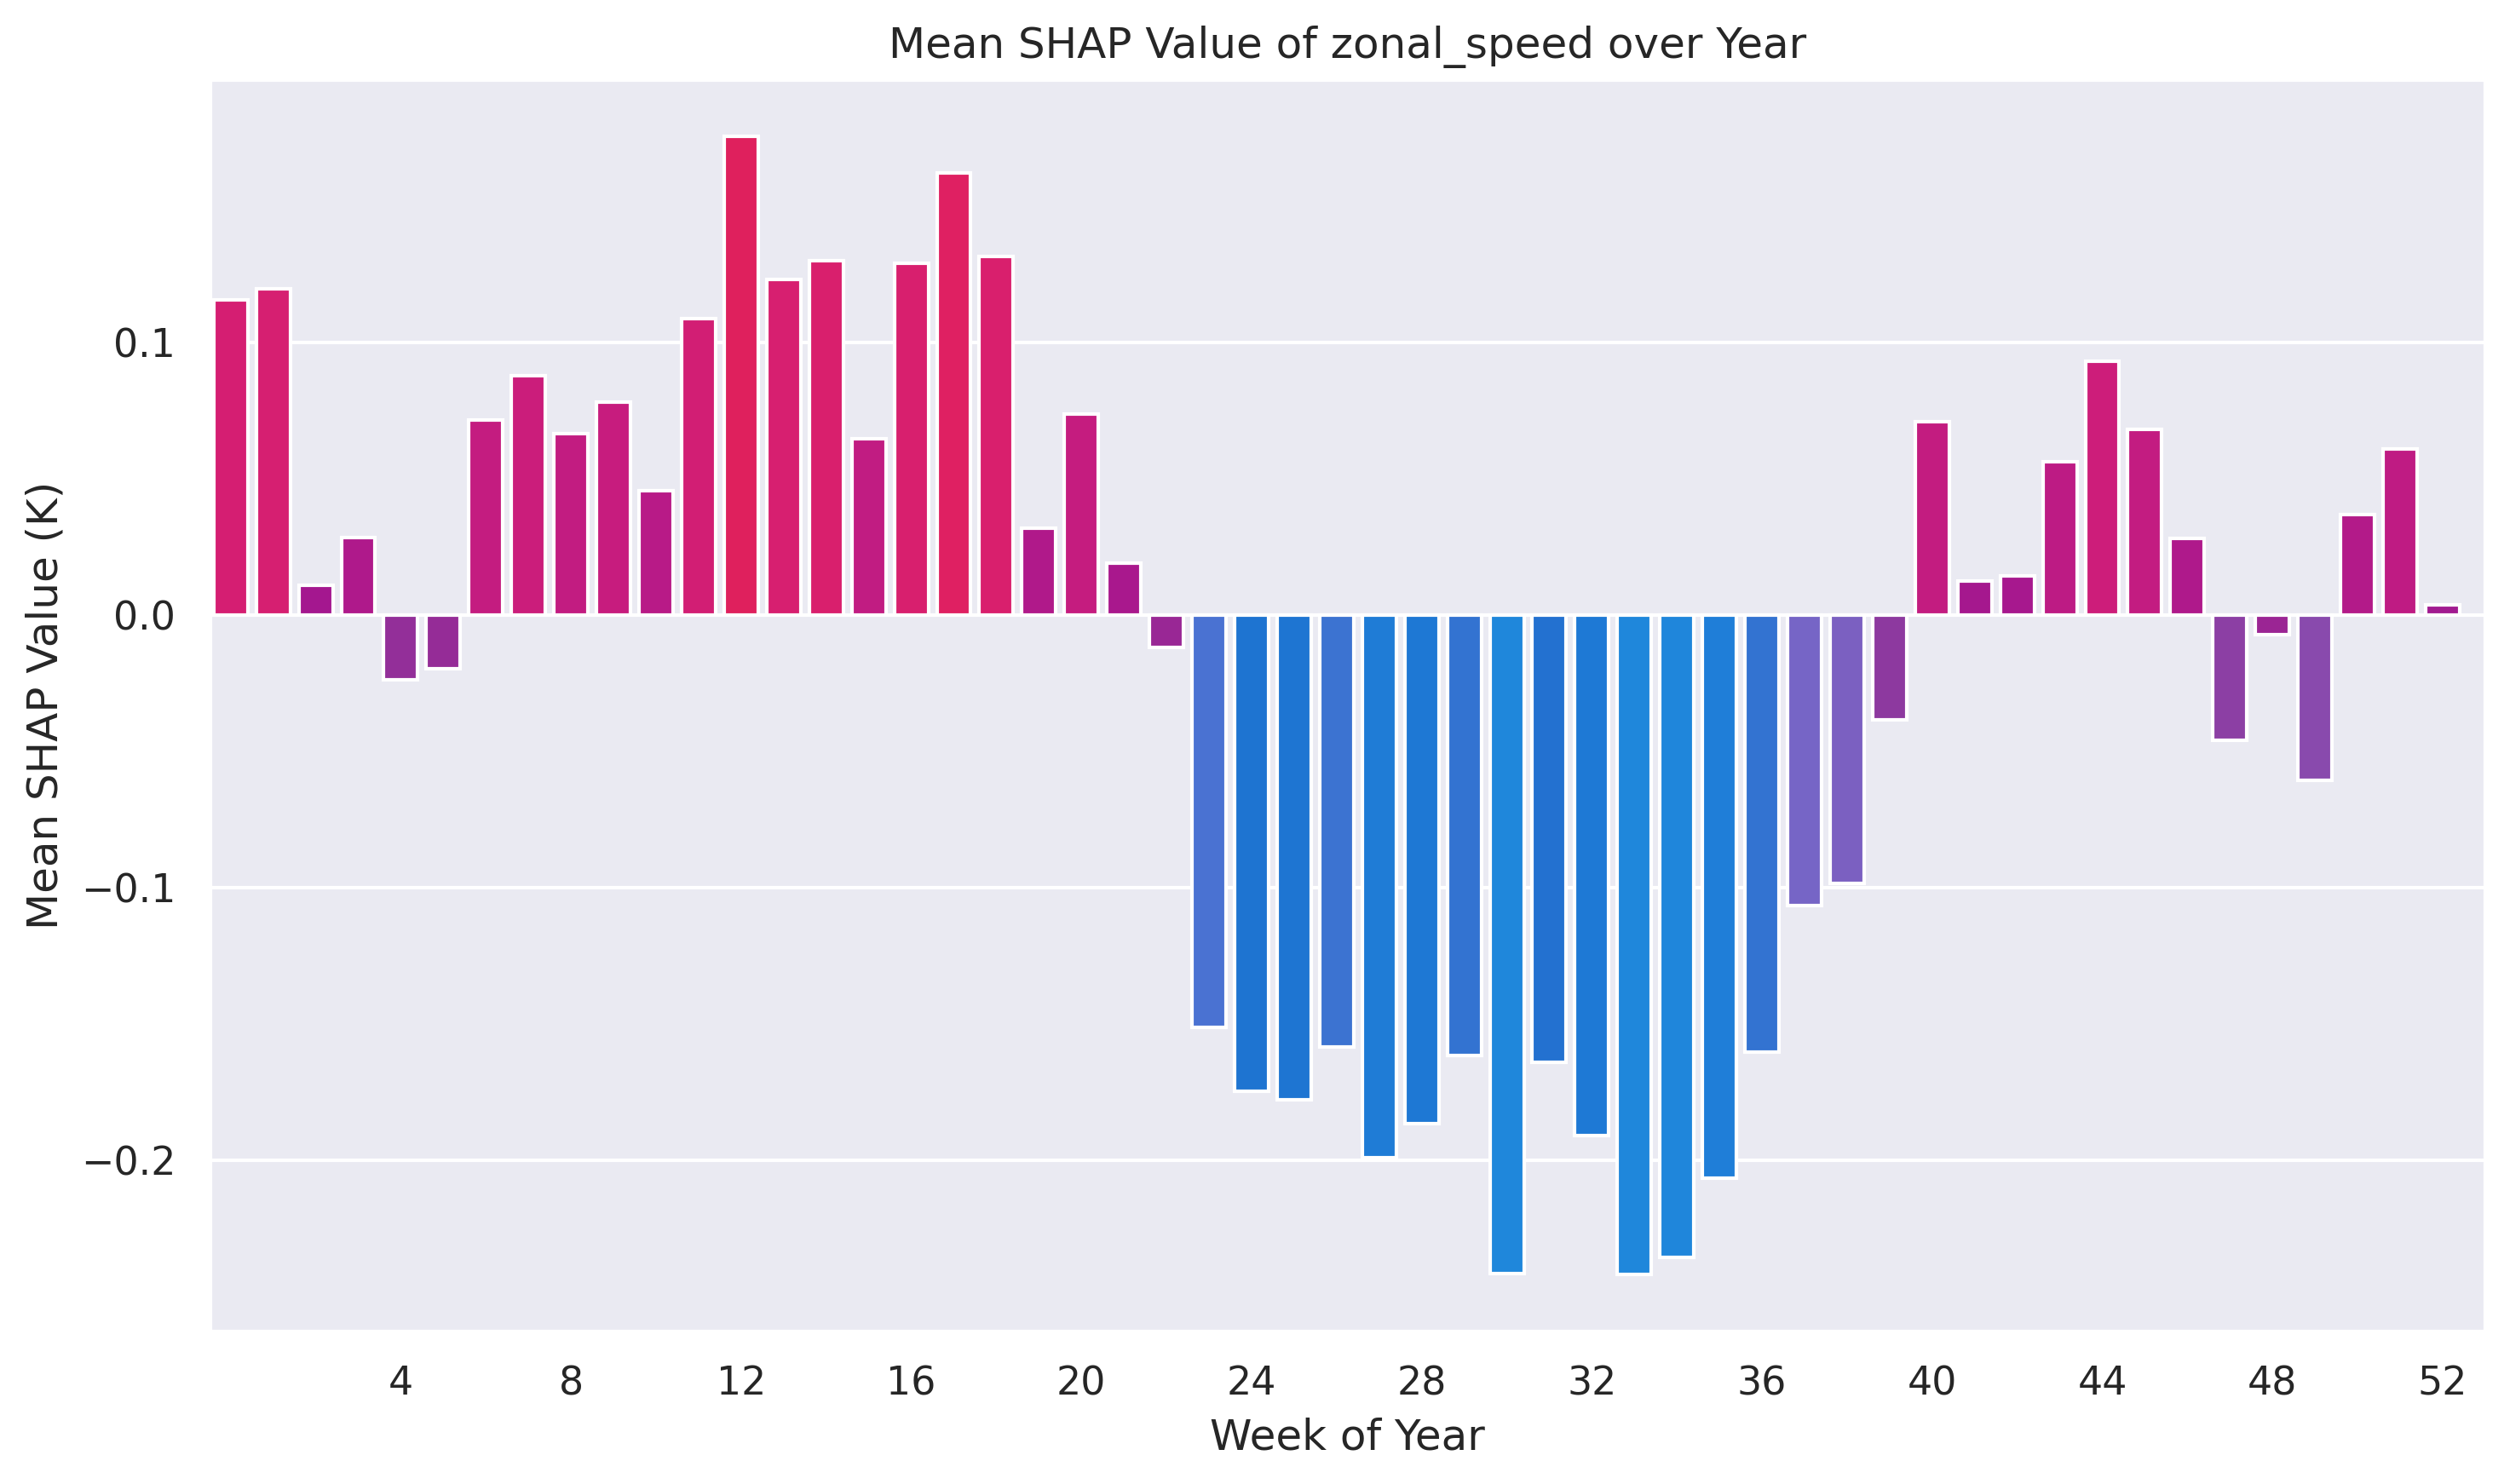 Mean SHAP Value of zonal_speed over Year
Mean SHAP Value (K)
0.1
0.0
−0.1
−0.2
4 8 12 16 20 24 28 32 36 40 44 48 52
Week of Year